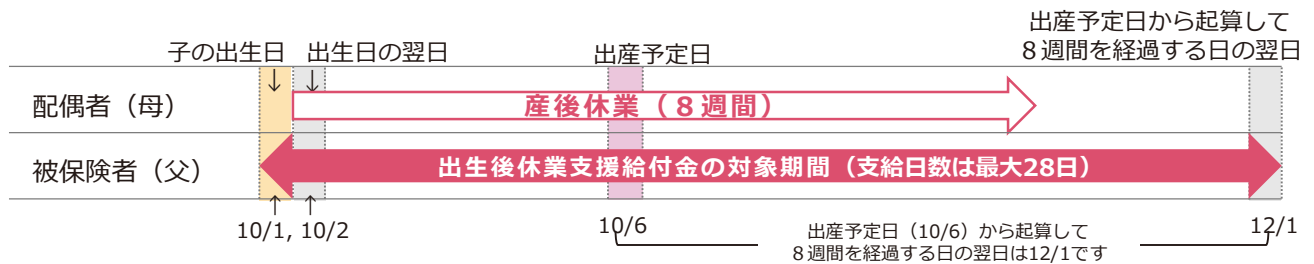 出産予定日から起算して
８週間を経過する日の翌日
子の出生日
出生日の翌日
出産予定日
↓
↓
配偶者（母）
産後休業（８週間）
被保険者（父）
出生後休業支援給付金の対象期間（支給日数は最大28日）
↑
↑
10/1, 10/2
10/6
12/1
出産予定日（10/6）から起算して
８週間を経過する日の翌日は12/1です